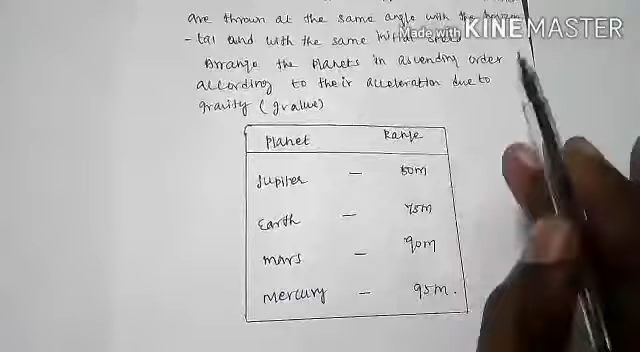 are thrown at the same angle with the horizon
Made with KINEMASTER
- tal and with the same initial speed
Arrange the planets in ascending order
according to their acceleration due to
gravity (g value)
Planet Range
Jupiter — 50m
Earth — 75m
mars — 90m
mercury — 95m.